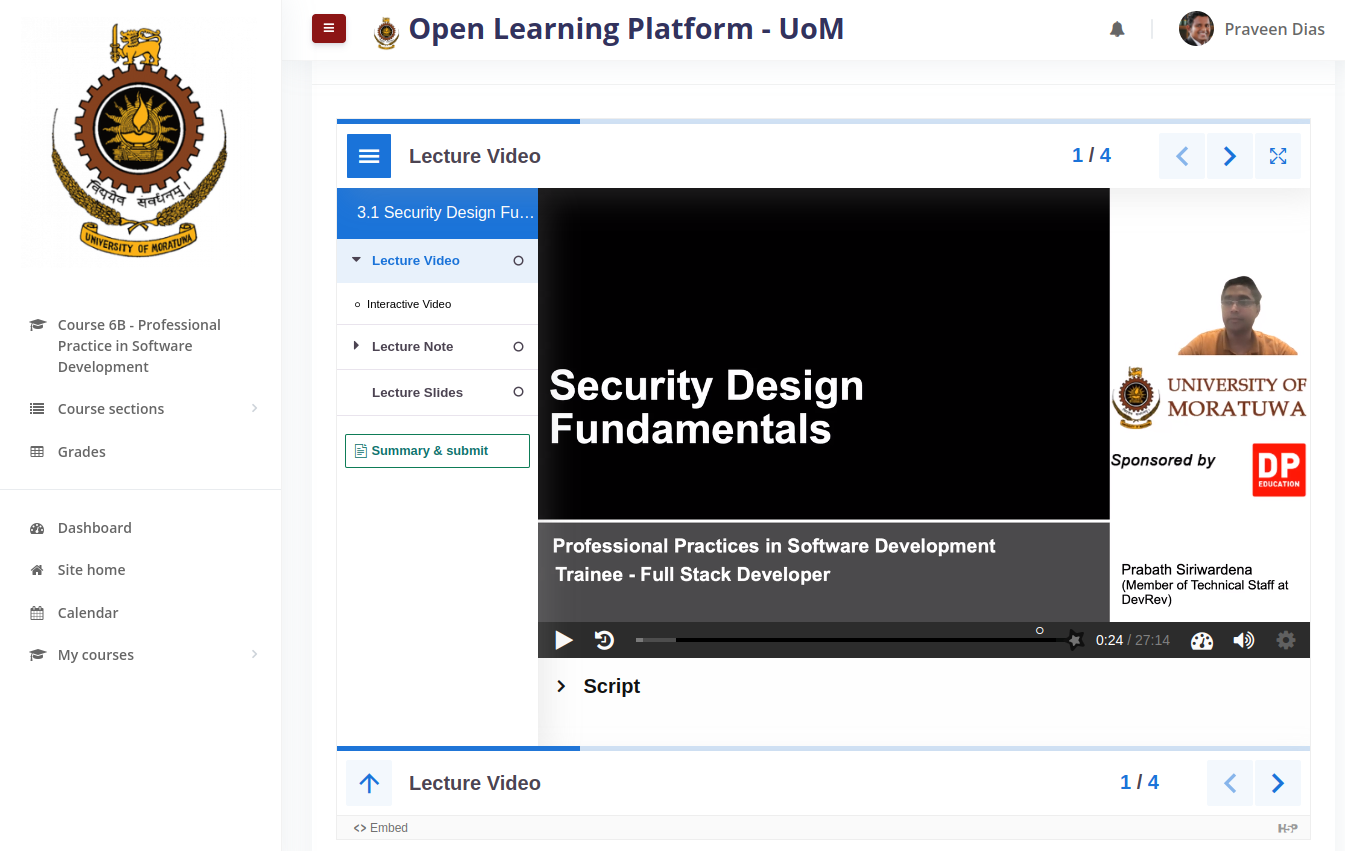 Open Learning Platform - UoM
Praveen Dias
विद्ययैव संवर्धनम्।
UNIVERSITY OF MORATUWA
Course 6B - Professional
Practice in Software
Development
Course sections
Grades
Dashboard
Site home
Calendar
My courses
Lecture Video
1 / 4
3.1 Security Design Fu...
Lecture Video
Interactive Video
Lecture Note
Lecture Slides
Summary & submit
Security Design
Fundamentals
Professional Practices in Software Development
Trainee - Full Stack Developer
UNIVERSITY OF
MORATUWA
Sponsored by
DP
EDUCATION
Prabath Siriwardena
(Member of Technical Staff at
DevRev)
0:24 / 27:14
Script
Lecture Video
1 / 4
<> Embed
H-P